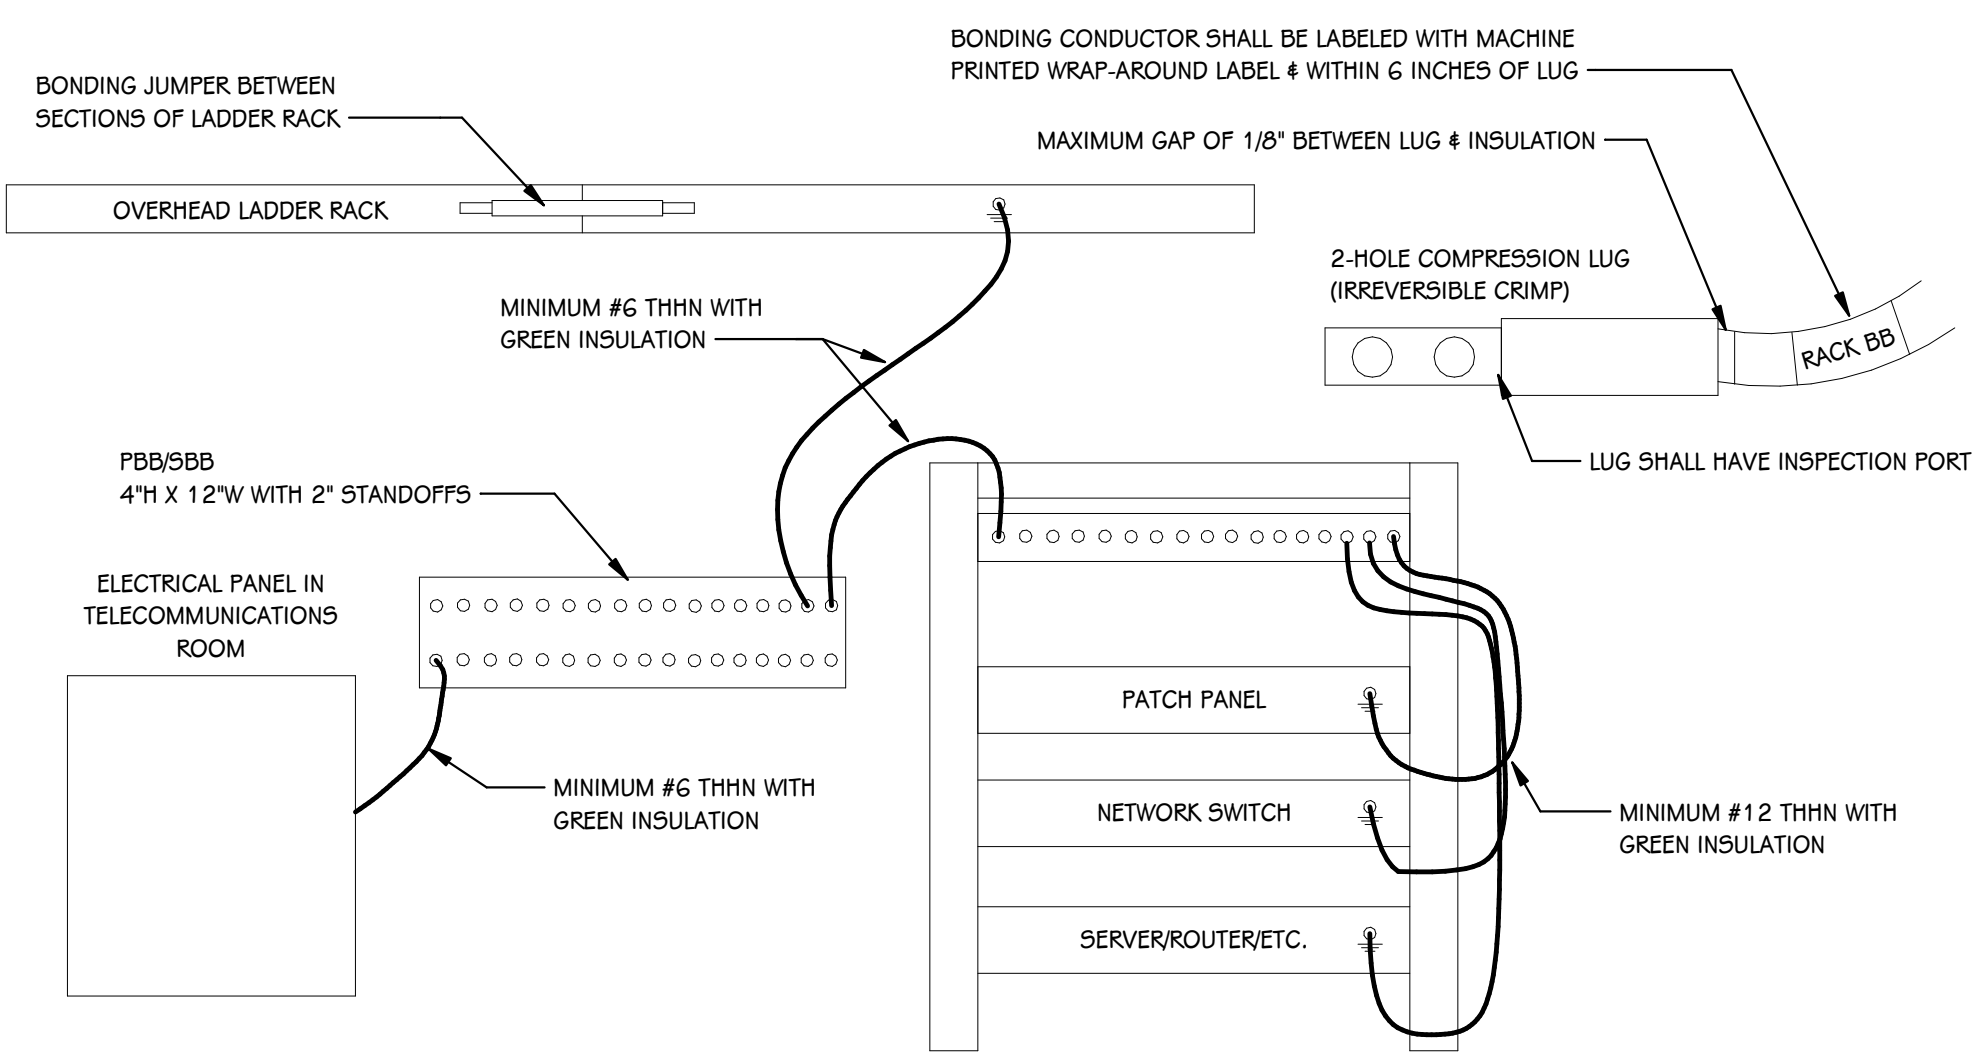 BONDING CONDUCTOR SHALL BE LABELED WITH MACHINE
PRINTED WRAP-AROUND LABEL & WITHIN 6 INCHES OF LUG
BONDING JUMPER BETWEEN
SECTIONS OF LADDER RACK
MAXIMUM GAP OF 1/8" BETWEEN LUG & INSULATION
OVERHEAD LADDER RACK
2-HOLE COMPRESSION LUG
(IRREVERSIBLE CRIMP)
MINIMUM #6 THHN WITH
GREEN INSULATION
RACK BB
LUG SHALL HAVE INSPECTION PORT
PBB/SBB
4"H X 12"W WITH 2" STANDOFFS
ELECTRICAL PANEL IN
TELECOMMUNICATIONS
ROOM
PATCH PANEL
MINIMUM #6 THHN WITH
GREEN INSULATION
NETWORK SWITCH
MINIMUM #12 THHN WITH
GREEN INSULATION
SERVER/ROUTER/ETC.